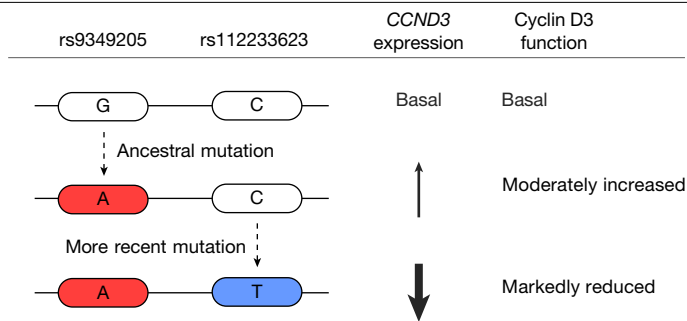 rs9349205 rs112233623 CCND3 expression Cyclin D3 function
G C Basal Basal
Ancestral mutation
A C Moderately increased
More recent mutation
A T Markedly reduced